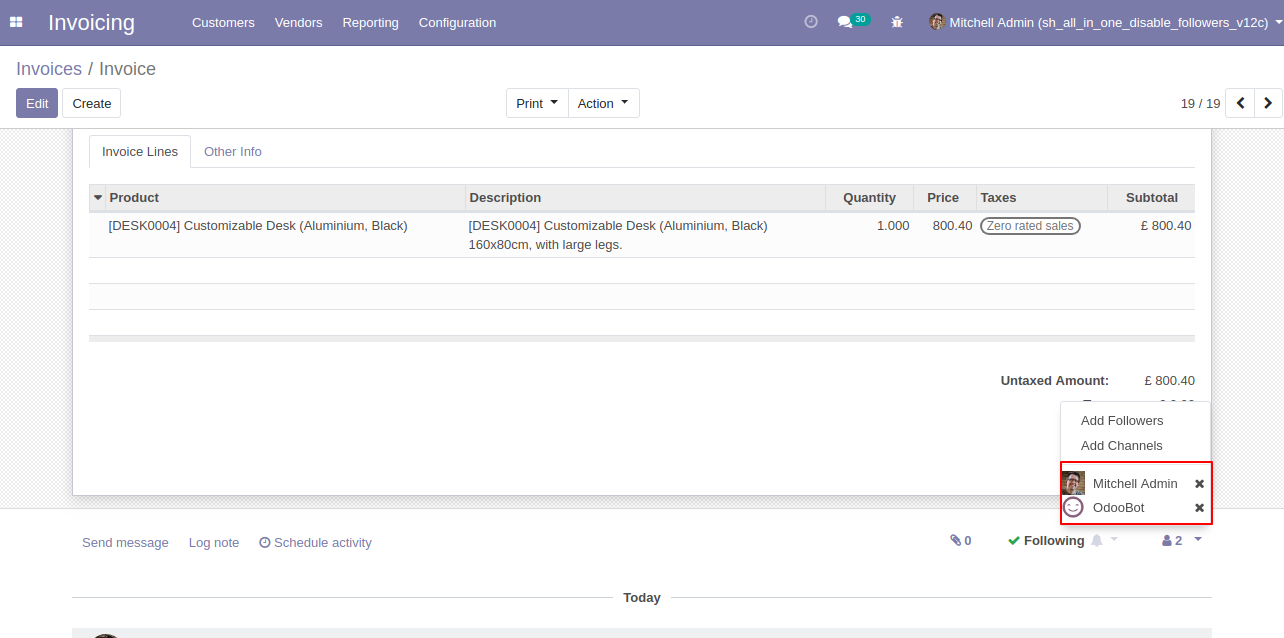 Invoicing Customers Vendors Reporting Configuration 30 Mitchell Admin (sh_all_in_one_disable_followers_v12c)
Invoices / Invoice
Edit Create Print Action 19 / 19
Invoice Lines Other Info
Product Description Quantity Price Taxes Subtotal
[DESK0004] Customizable Desk (Aluminium, Black) [DESK0004] Customizable Desk (Aluminium, Black) 1.000 800.40 Zero rated sales £ 800.40
160x80cm, with large legs.
Untaxed Amount: £ 800.40
Add Followers
Add Channels
Mitchell Admin
OdooBot
Send message Log note Schedule activity 0 Following 2
Today